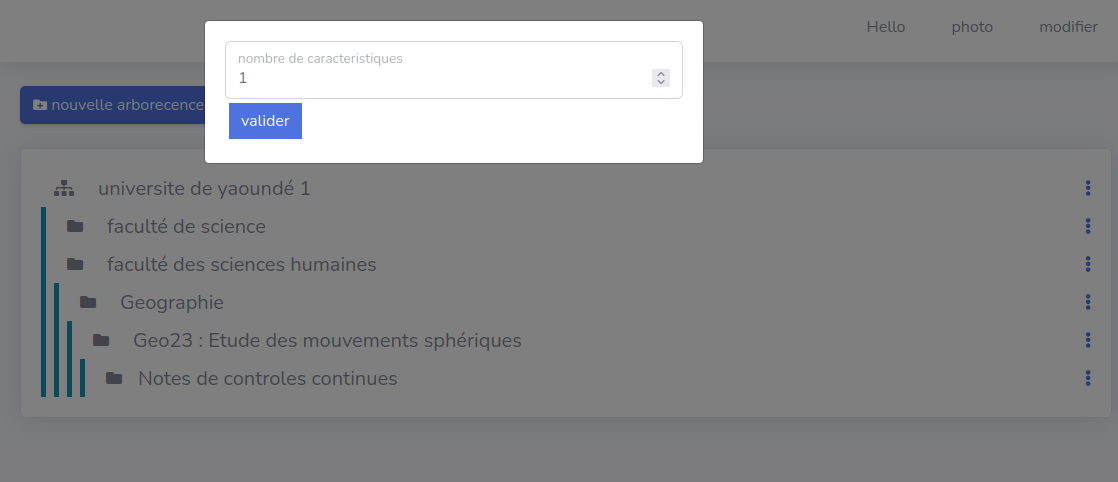 Hello photo modifier
nombre de caracteristiques
1
nouvelle arborecence
valider
universite de yaoundé 1
faculté de science
faculté des sciences humaines
Geographie
Geo23 : Etude des mouvements sphériques
Notes de controles continues